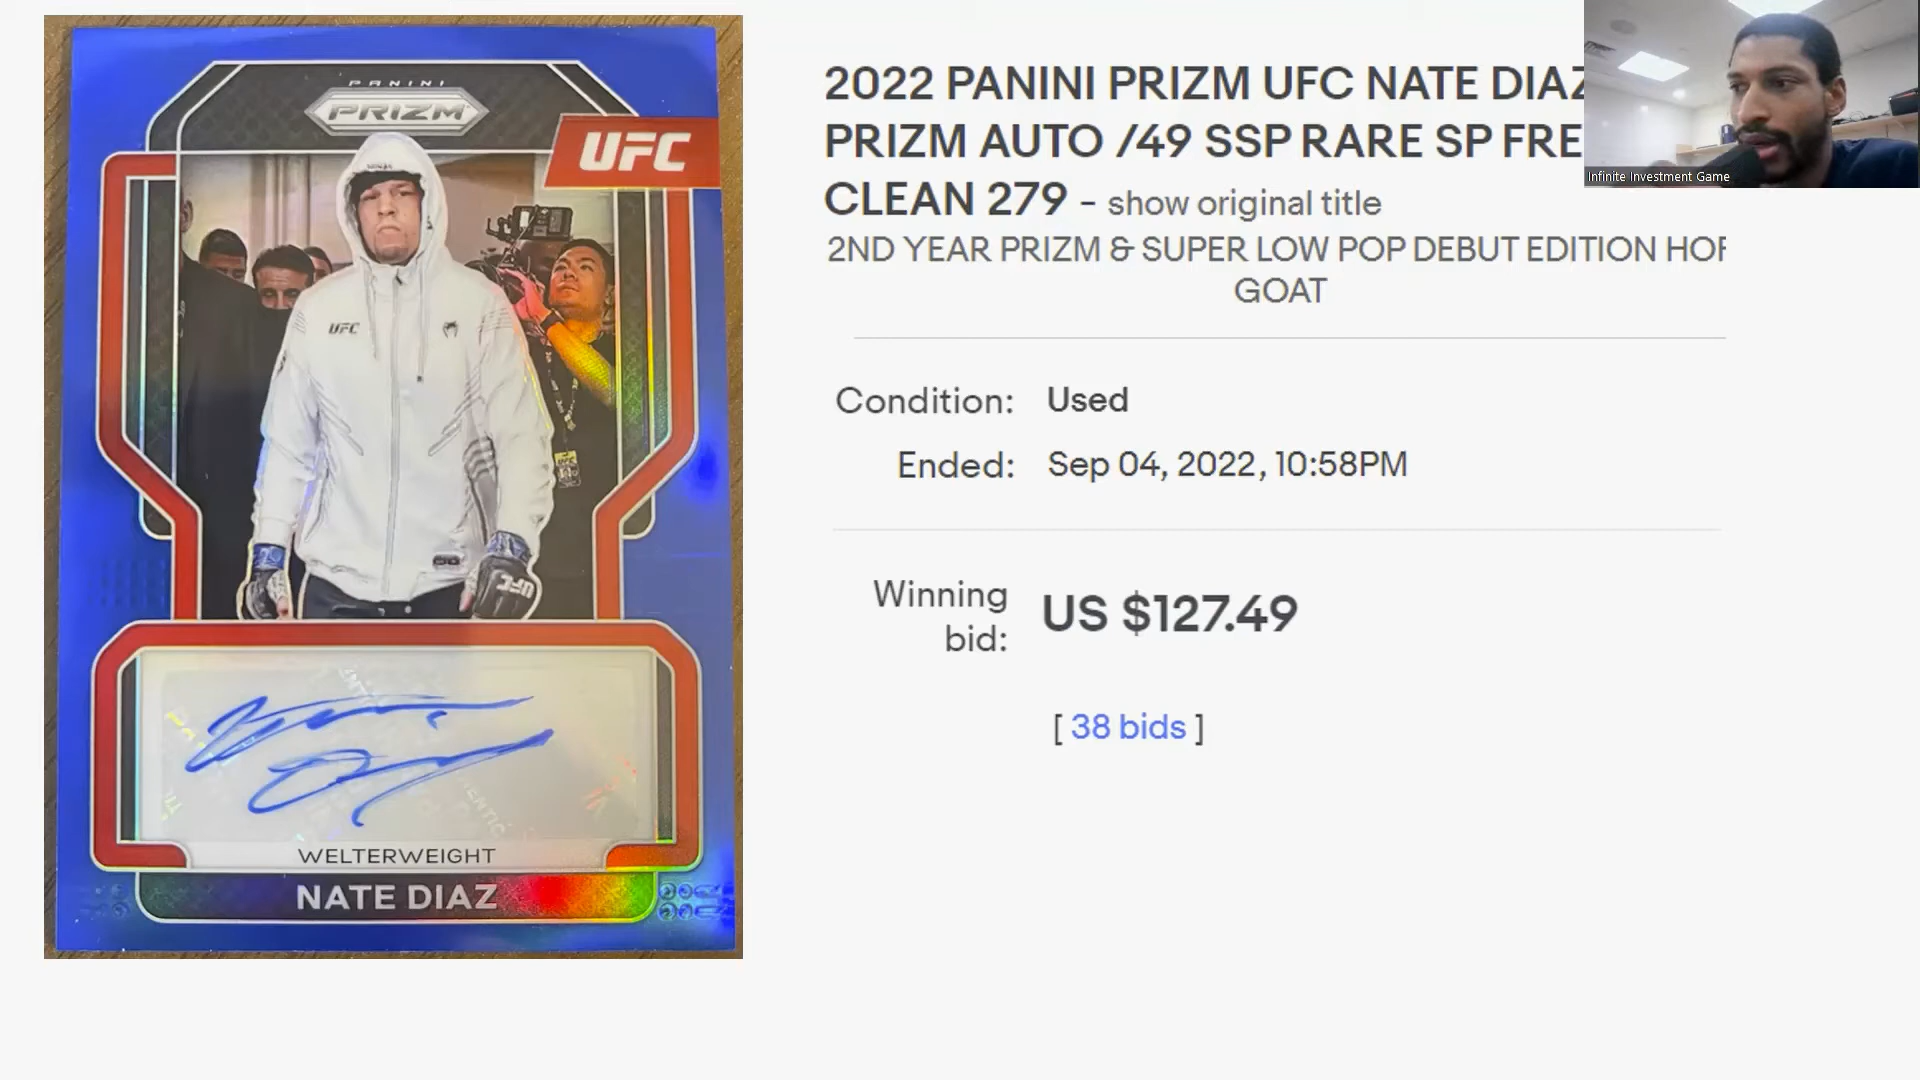 PANINI
PRIZM
UFC
UFC
UFC
WELTERWEIGHT
NATE DIAZ
2022 PANINI PRIZM UFC NATE DIAZ
PRIZM AUTO /49 SSP RARE SP FRE
CLEAN 279 - show original title
2ND YEAR PRIZM & SUPER LOW POP DEBUT EDITION HOF
GOAT
Condition: Used
Ended: Sep 04, 2022, 10:58PM
Winning
bid: US $127.49
[ 38 bids ]
Infinite Investment Game